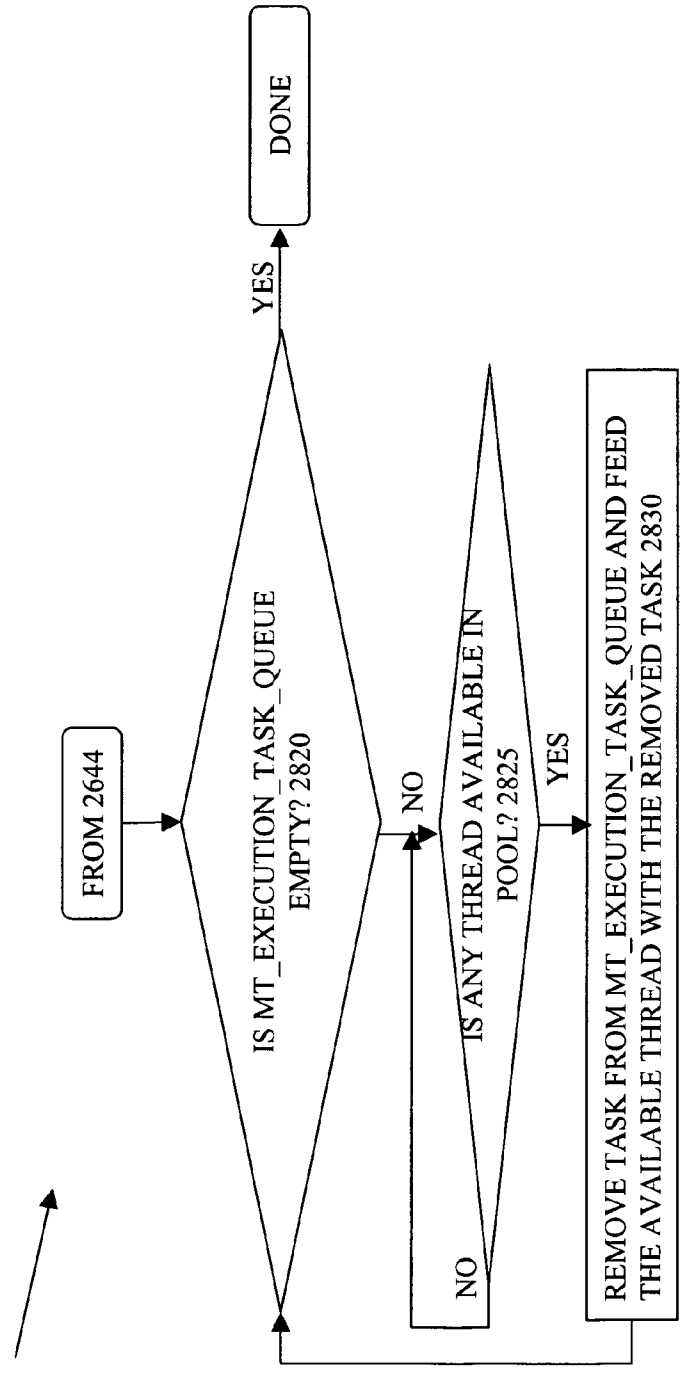 FROM 2644
IS MT_EXECUTION_TASK_QUEUE
EMPTY? 2820
YES
DONE
NO
IS ANY THREAD AVAILABLE IN
POOL? 2825
NO
YES
REMOVE TASK FROM MT_EXECUTION_TASK_QUEUE AND FEED
THE AVAILABLE THREAD WITH THE REMOVED TASK 2830